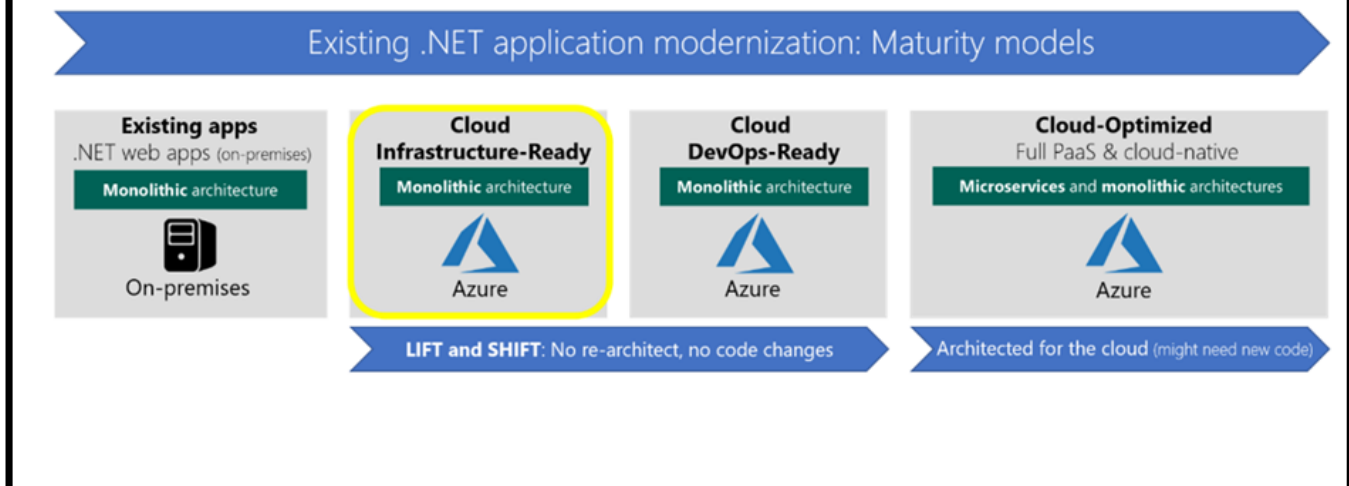 Existing .NET application modernization: Maturity models
Existing apps
.NET web apps (on-premises)
Monolithic architecture
On-premises
Cloud
Infrastructure-Ready
Monolithic architecture
Azure
Cloud
DevOps-Ready
Monolithic architecture
Azure
Cloud-Optimized
Full PaaS & cloud-native
Microservices and monolithic architectures
Azure
LIFT and SHIFT: No re-architect, no code changes
Architected for the cloud (might need new code)